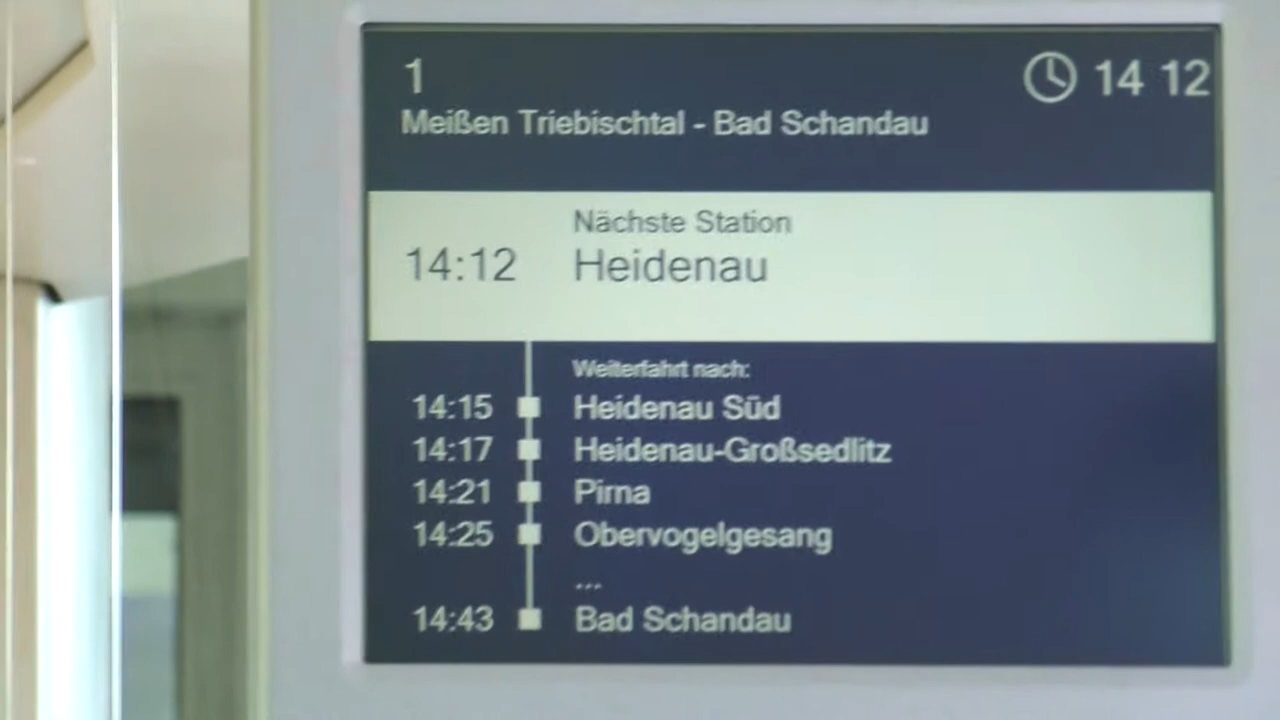 1
14 12
Meißen Triebischtal - Bad Schandau
Nächste Station
14:12 Heidenau
Weiterfahrt nach:
14:15 Heidenau Süd
14:17 Heidenau-Großsedlitz
14:21 Pirna
14:25 Obervogelgesang
...
14:43 Bad Schandau